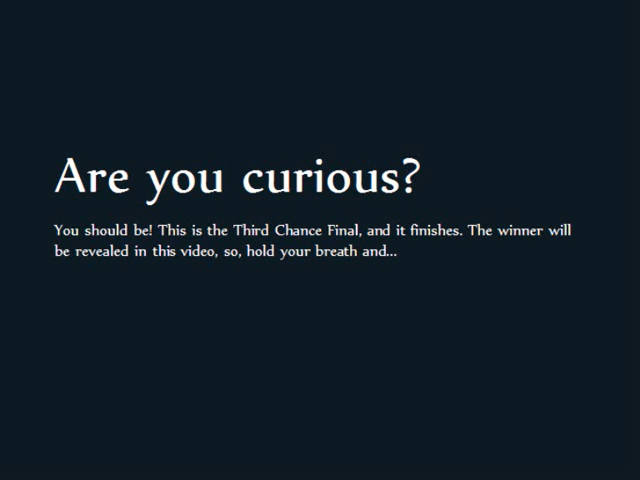 Are you curious?
You should be! This is the Third Chance Final, and it finishes. The winner will
be revealed in this video, so, hold your breath and...